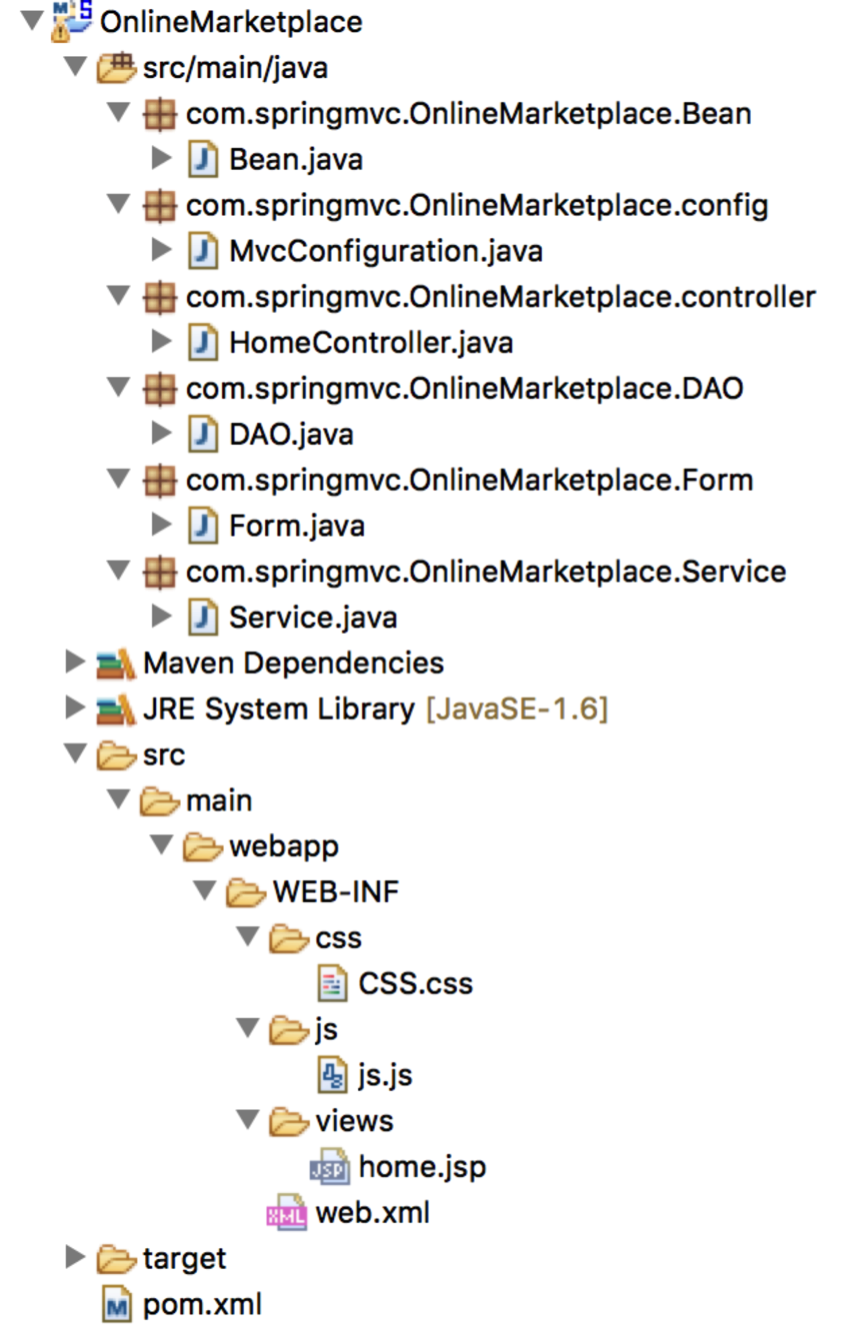 OnlineMarketplace
src/main/java
com.springmvc.OnlineMarketplace.Bean
Bean.java
com.springmvc.OnlineMarketplace.config
MvcConfiguration.java
com.springmvc.OnlineMarketplace.controller
HomeController.java
com.springmvc.OnlineMarketplace.DAO
DAO.java
com.springmvc.OnlineMarketplace.Form
Form.java
com.springmvc.OnlineMarketplace.Service
Service.java
Maven Dependencies
JRE System Library [JavaSE-1.6]
src
main
webapp
WEB-INF
css
CSS.css
js
js.js
views
home.jsp
web.xml
target
pom.xml